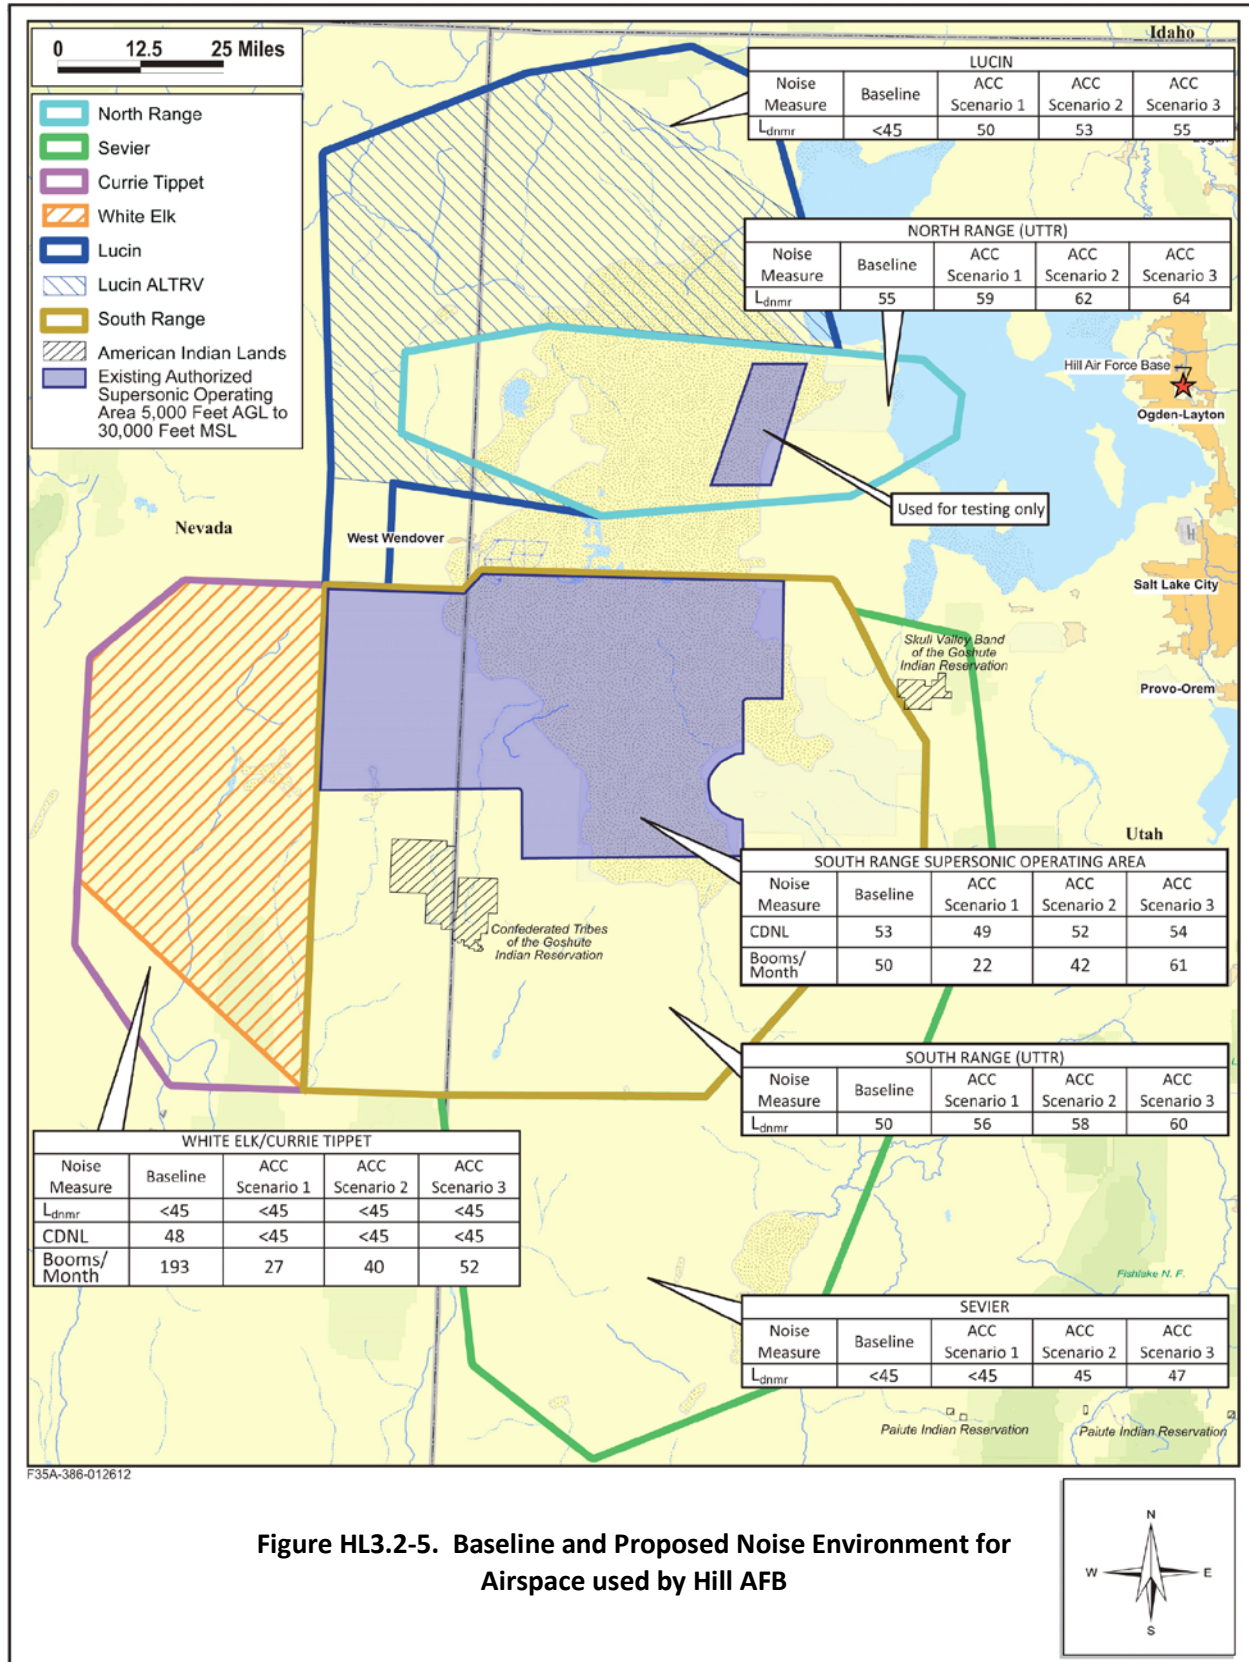 Idaho
0 12.5 25 Miles
North Range
Sevier
Currie Tippet
White Elk
Lucin
Lucin ALTRV
South Range
American Indian Lands
Existing Authorized
Supersonic Operating
Area 5,000 Feet AGL to
30,000 Feet MSL
LUCIN
Noise Measure Baseline ACC Scenario 1 ACC Scenario 2 ACC Scenario 3
Ldnmr <45 50 53 55
NORTH RANGE (UTTR)
Noise Measure Baseline ACC Scenario 1 ACC Scenario 2 ACC Scenario 3
Ldnmr 55 59 62 64
Hill Air Force Base
Ogden-Layton
Used for testing only
Nevada
West Wendover
Salt Lake City
Skull Valley Band
of the Goshute
Indian Reservation
Provo-Orem
Utah
SOUTH RANGE SUPERSONIC OPERATING AREA
Noise Measure Baseline ACC Scenario 1 ACC Scenario 2 ACC Scenario 3
CDNL 53 49 52 54
Booms/ Month 50 22 42 61
Confederated Tribes
of the Goshute
Indian Reservation
SOUTH RANGE (UTTR)
Noise Measure Baseline ACC Scenario 1 ACC Scenario 2 ACC Scenario 3
Ldnmr 50 56 58 60
WHITE ELK/CURRIE TIPPET
Noise Measure Baseline ACC Scenario 1 ACC Scenario 2 ACC Scenario 3
Ldnmr <45 <45 <45 <45
CDNL 48 <45 <45 <45
Booms/ Month 193 27 40 52
Fishlake N. F.
SEVIER
Noise Measure Baseline ACC Scenario 1 ACC Scenario 2 ACC Scenario 3
Ldnmr <45 <45 45 47
Paiute Indian Reservation
Paiute Indian Reservation
F35A-386-012612
Figure HL3.2-5. Baseline and Proposed Noise Environment for
Airspace used by Hill AFB
N
W E
S